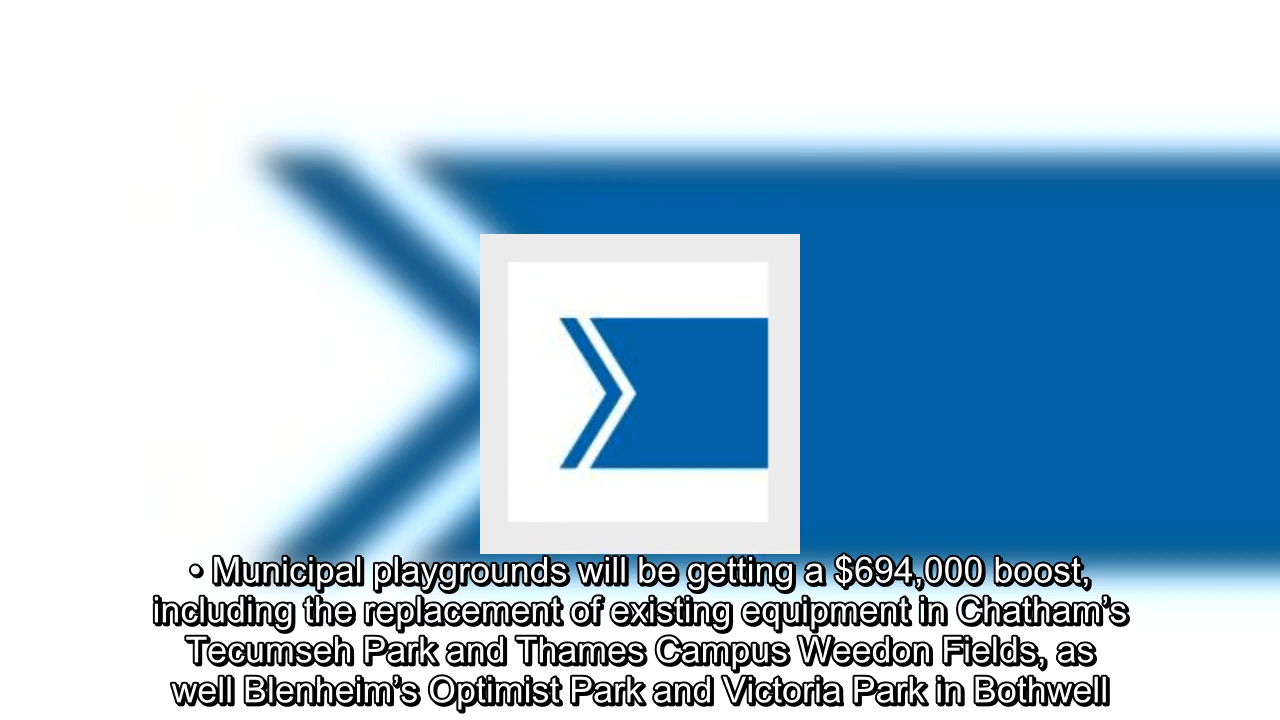 • Municipal playgrounds will be getting a $694,000 boost,
including the replacement of existing equipment in Chatham’s
Tecumseh Park and Thames Campus Weedon Fields, as
well Blenheim’s Optimist Park and Victoria Park in Bothwell